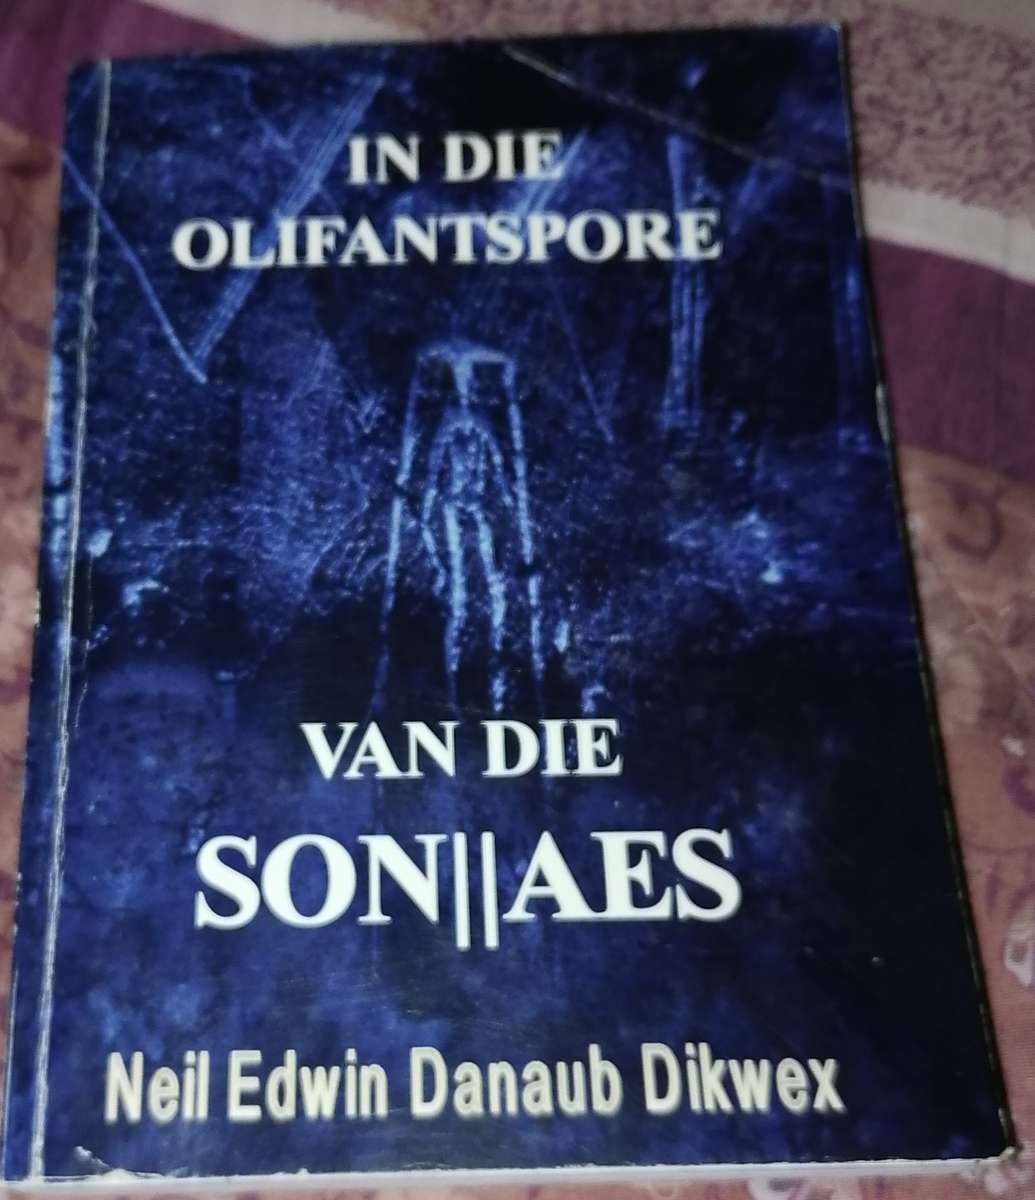 IN DIE
OLIFANTSPORE
VAN DIE
SON||AES
Neil Edwin Danaub Dikwex